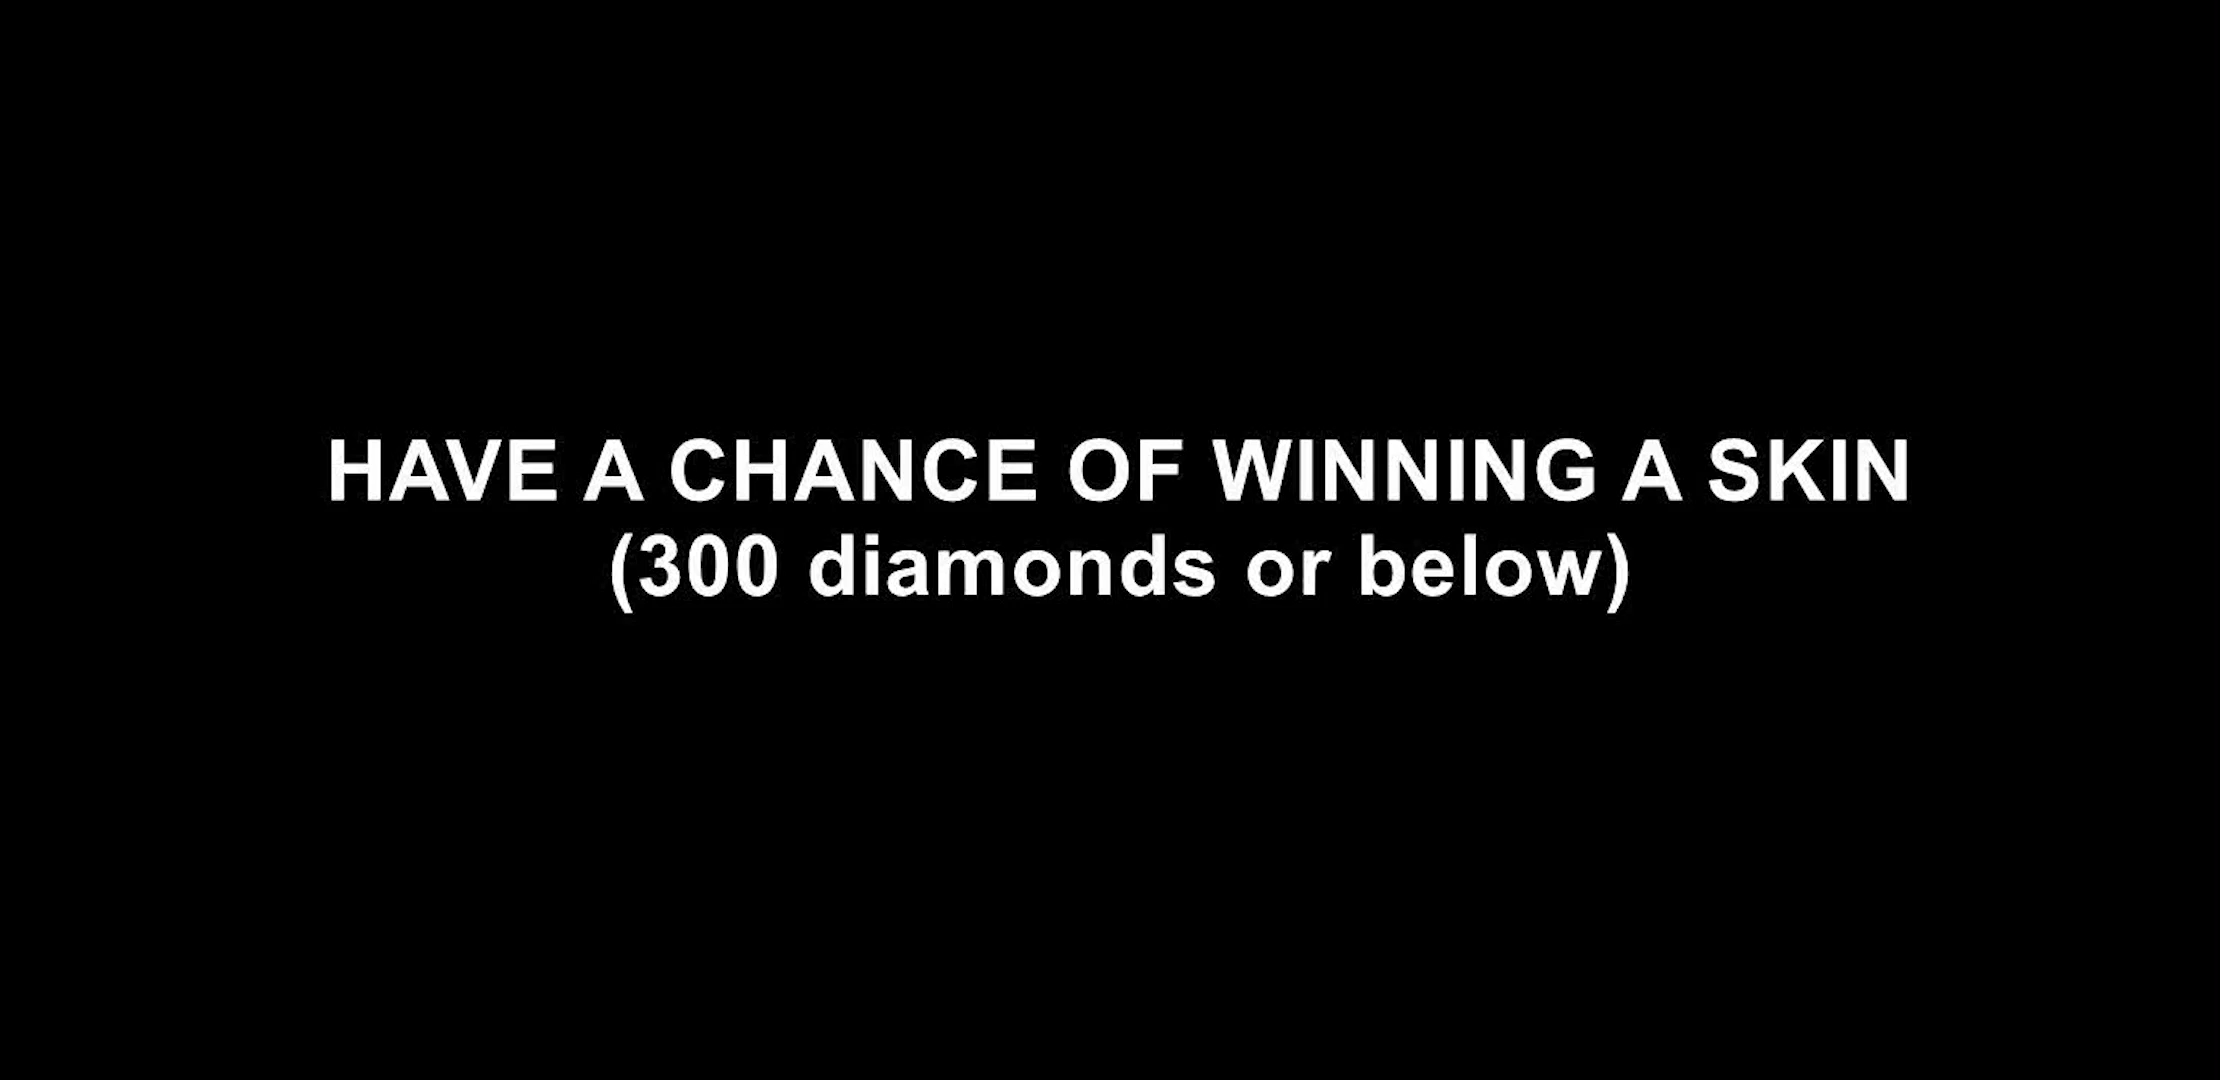 HAVE A CHANCE OF WINNING A SKIN
(300 diamonds or below)